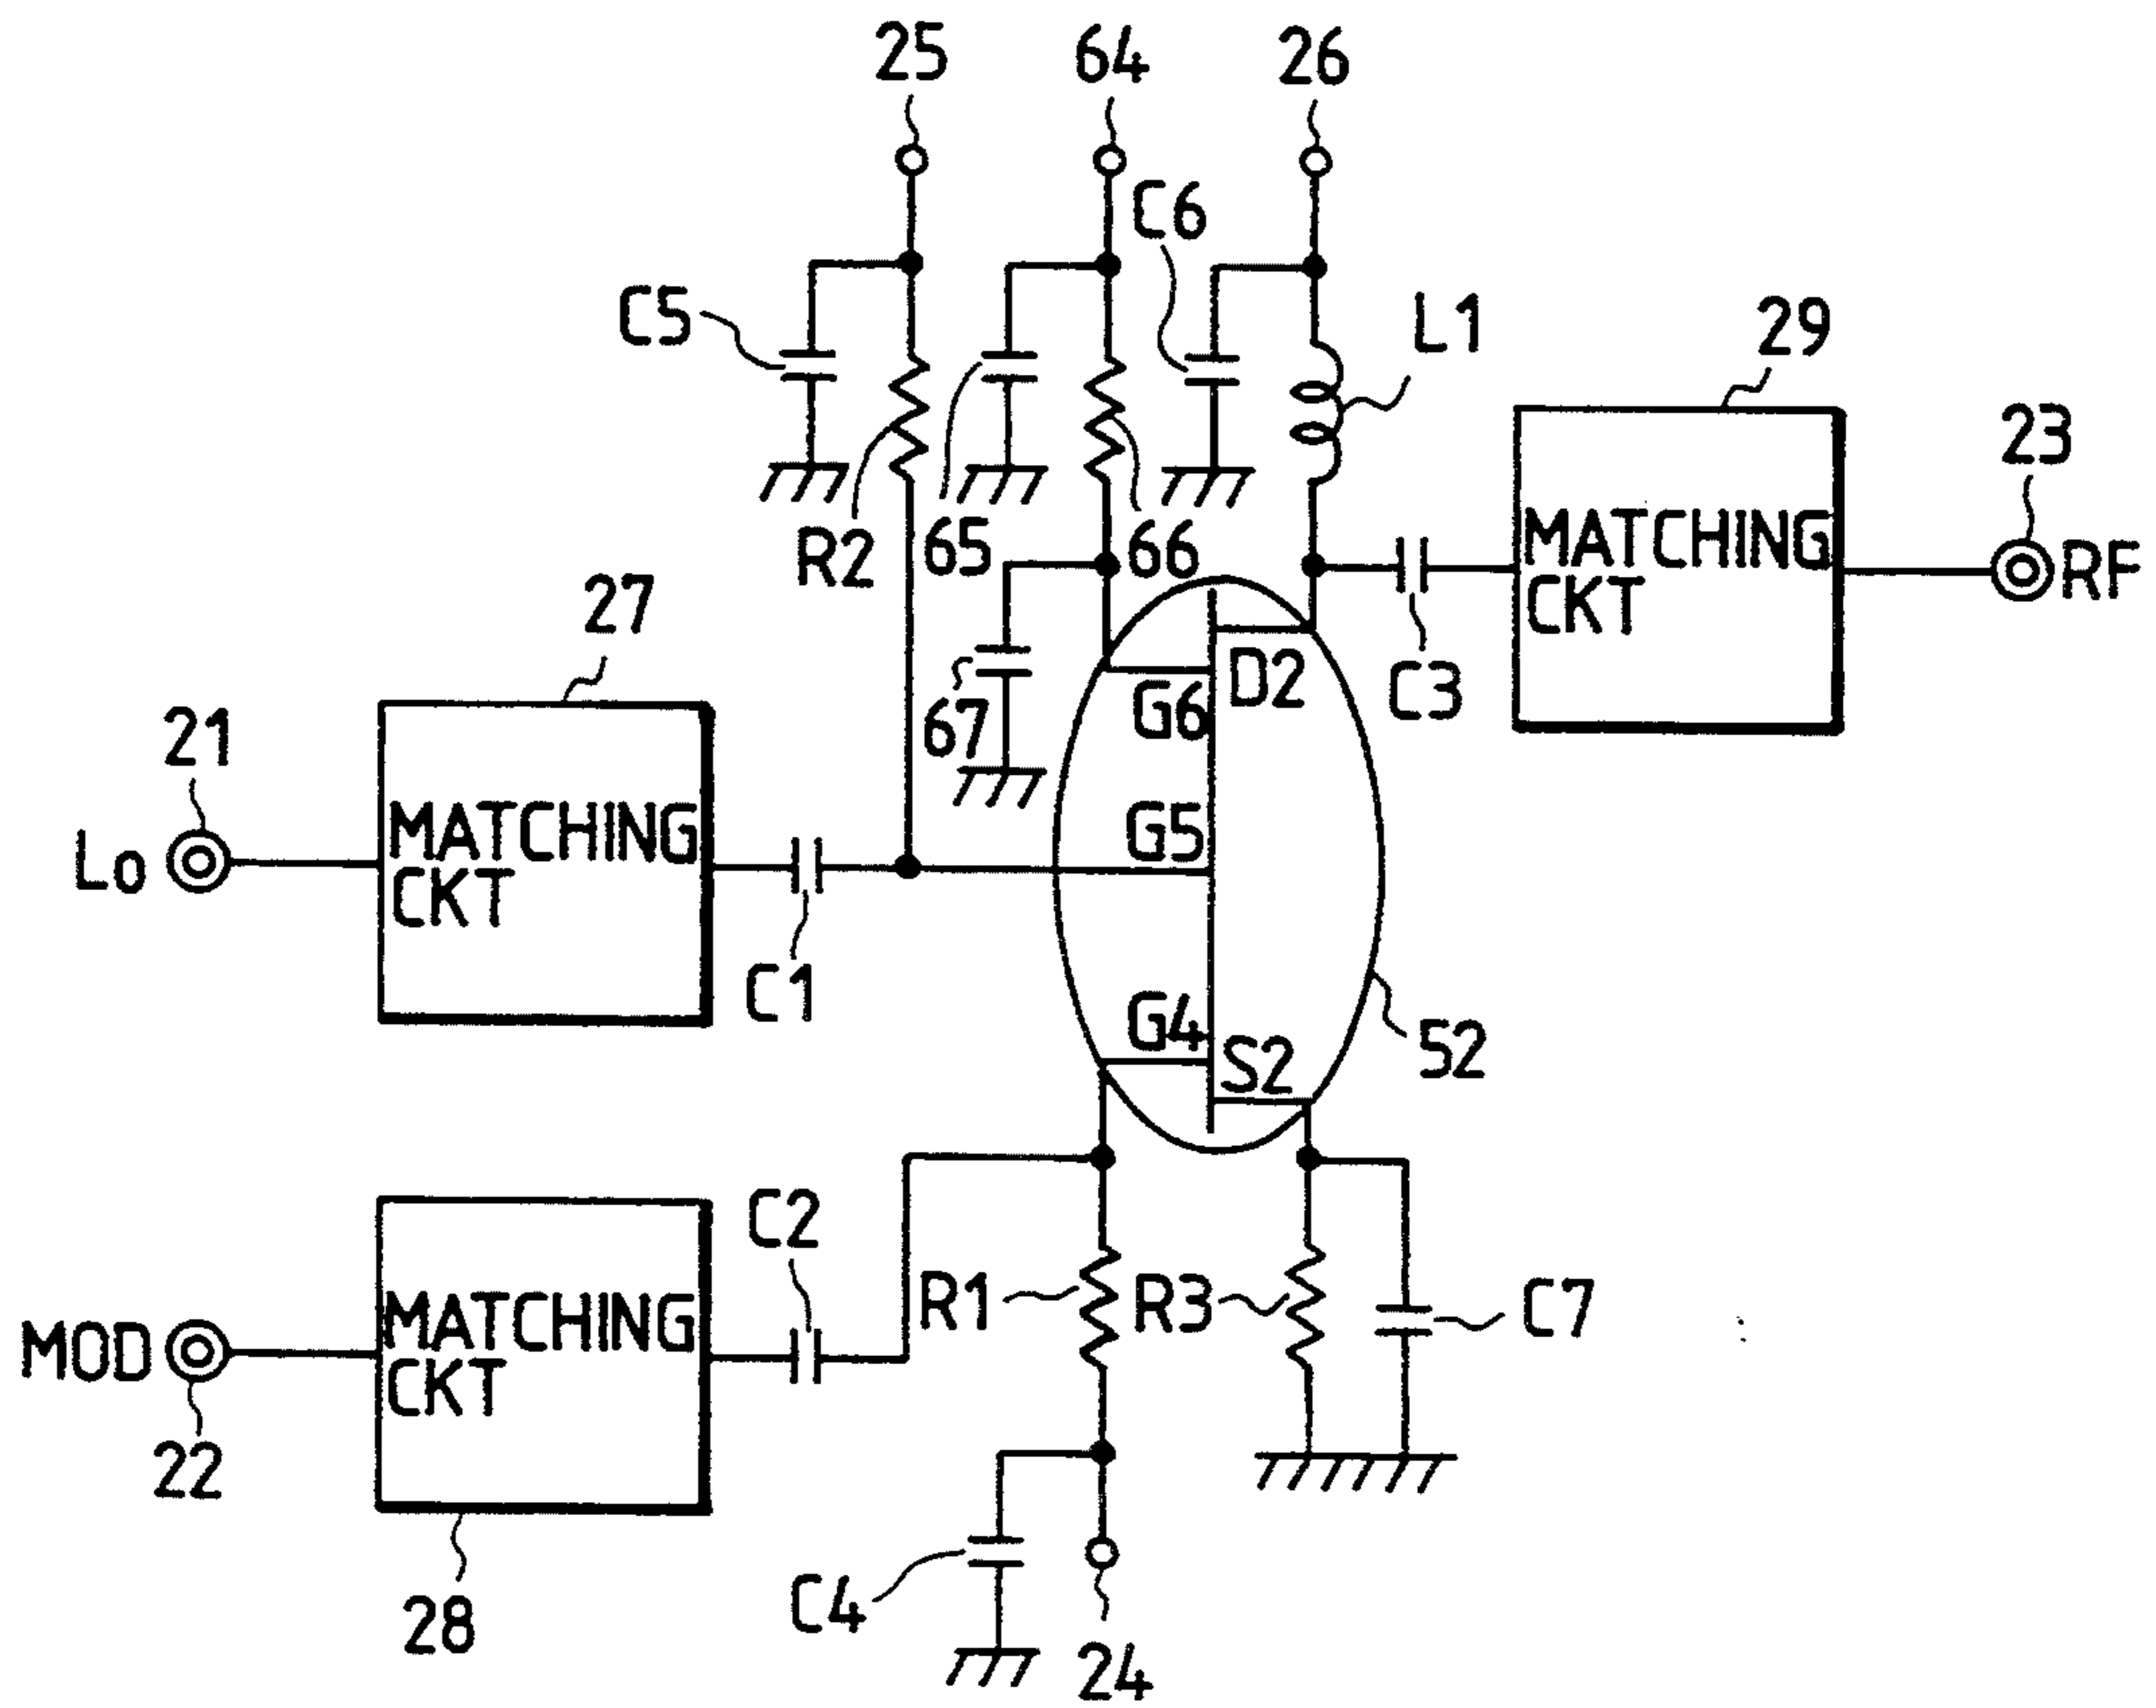 25 64 26
C6
C5 L1 29
23
R2 65 66 MATCHING
CKT RF
27
D2 C3
G6
67
21
G5
Lo MATCHING
CKT
C1
G4 S2 52
C2
R1 R3 C7
MOD MATCHING
CKT
22
C4
28
24